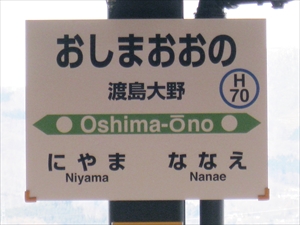 おしまおおの
渡島大野
H
70
Oshima-ōno
にやま ななえ
Niyama Nanae